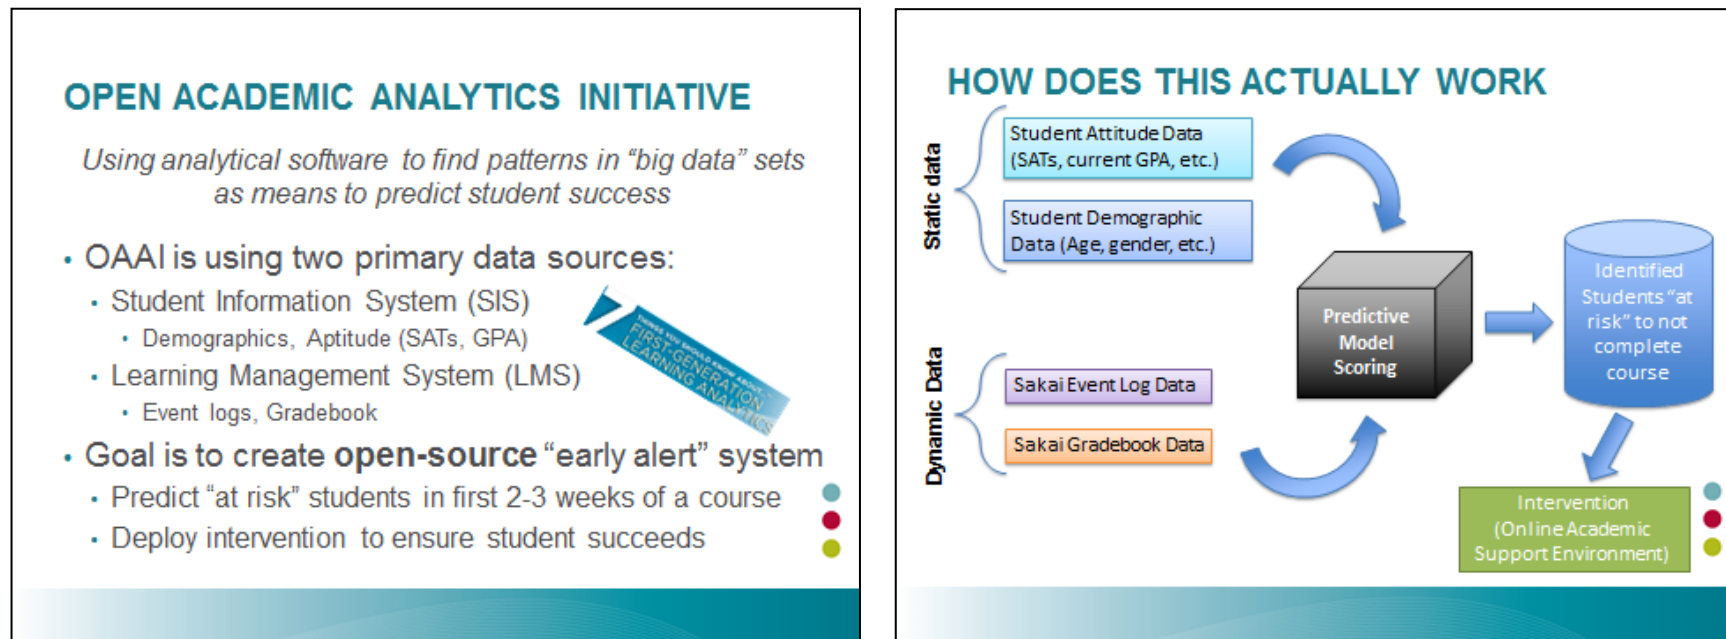 OPEN ACADEMIC ANALYTICS INITIATIVE
Using analytical software to find patterns in “big data” sets
as means to predict student success
• OAAI is using two primary data sources:
• Student Information System (SIS)
• Demographics, Aptitude (SATs, GPA)
• Learning Management System (LMS)
• Event logs, Gradebook
THINGS YOU SHOULD KNOW ABOUT...
FIRST-GENERATION
LEARNING ANALYTICS
• Goal is to create open-source “early alert” system
• Predict “at risk” students in first 2-3 weeks of a course
• Deploy intervention to ensure student succeeds
HOW DOES THIS ACTUALLY WORK
Static data
Student Attitude Data
(SATs, current GPA, etc.)
Student Demographic
Data (Age, gender, etc.)
Dynamic Data
Sakai Event Log Data
Sakai Gradebook Data
Predictive
Model
Scoring
Identified
Students “at
risk” to not
complete
course
Intervention
(Online Academic
Support Environment)